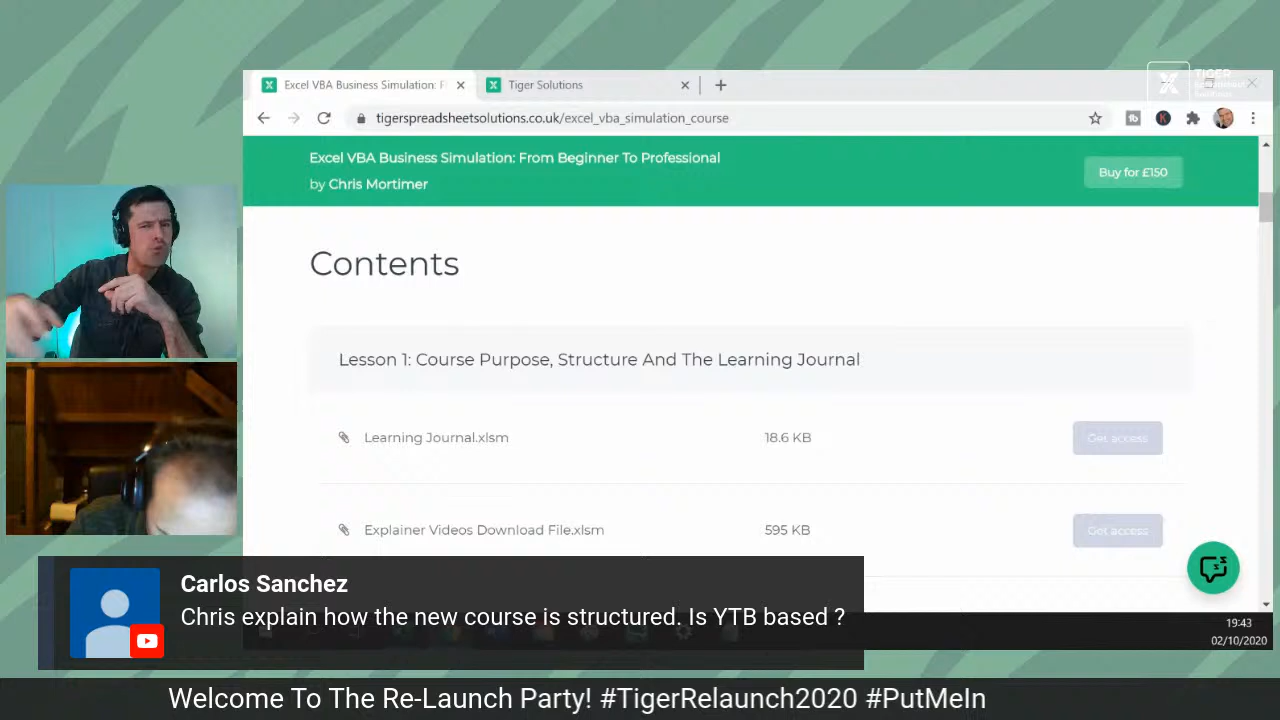 Excel VBA Business Simulation: F
Tiger Solutions
TIGER
tigerspreadsheetsolutions.co.uk/excel_vba_simulation_course
Excel VBA Business Simulation: From Beginner To Professional
by Chris Mortimer
Buy for £150
Contents
Lesson 1: Course Purpose, Structure And The Learning Journal
Learning Journal.xlsm 18.6 KB Get access
Explainer Videos Download File.xlsm 595 KB Get access
Carlos Sanchez
Chris explain how the new course is structured. Is YTB based ?
19:43
02/10/2020
Welcome To The Re-Launch Party! #TigerRelaunch2020 #PutMeIn